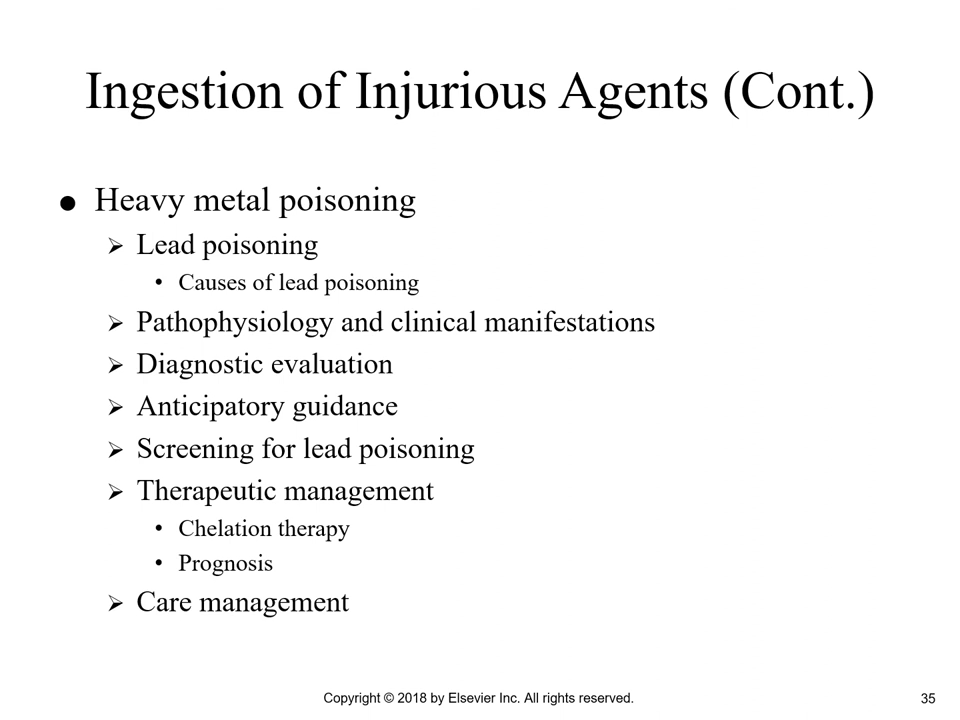 Ingestion of Injurious Agents (Cont.)
● Heavy metal poisoning
➢ Lead poisoning
• Causes of lead poisoning
➢ Pathophysiology and clinical manifestations
➢ Diagnostic evaluation
➢ Anticipatory guidance
➢ Screening for lead poisoning
➢ Therapeutic management
• Chelation therapy
• Prognosis
➢ Care management
Copyright © 2018 by Elsevier Inc. All rights reserved.
35